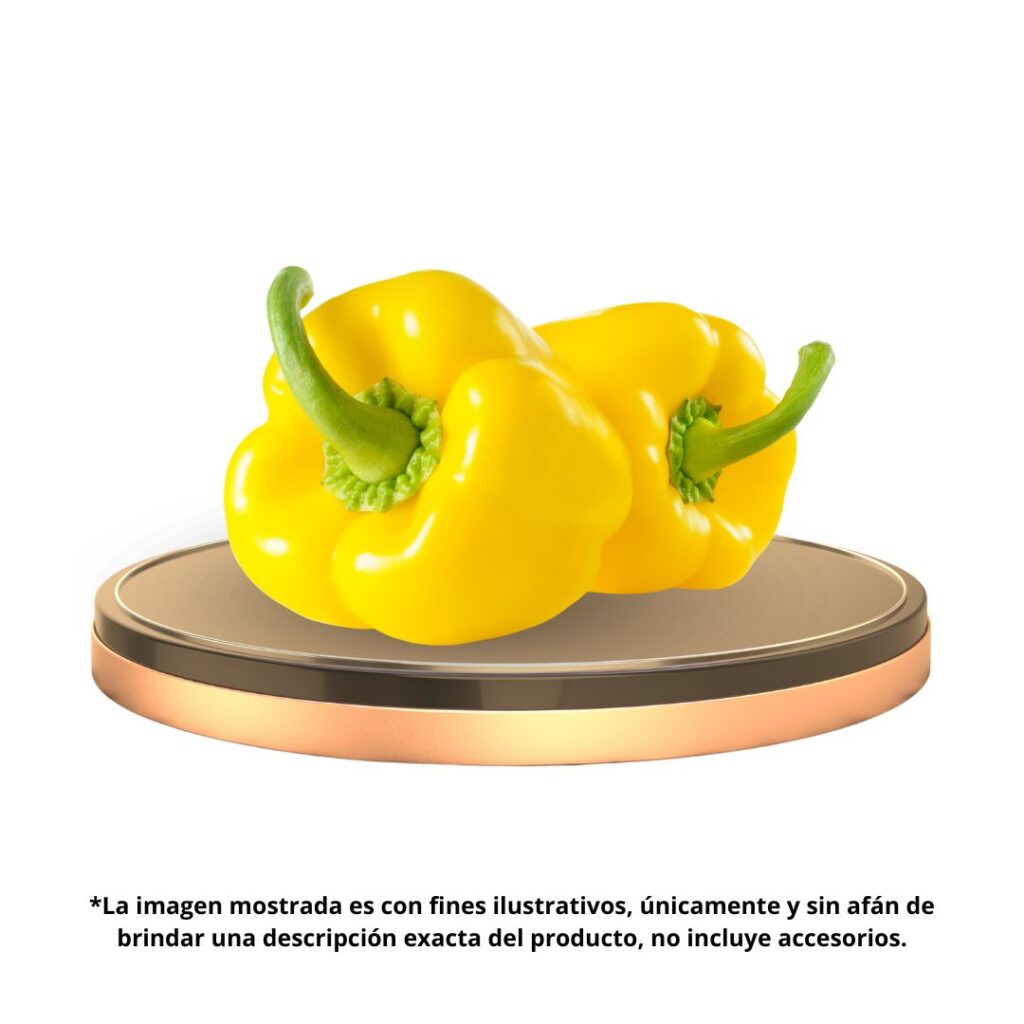 *La imagen mostrada es con fines ilustrativos, únicamente y sin afán de
brindar una descripción exacta del producto, no incluye accesorios.